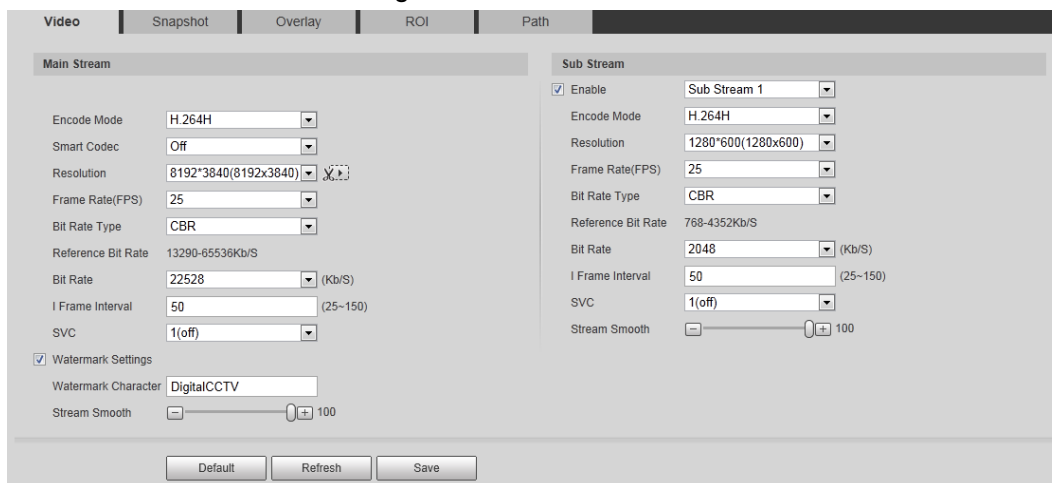 Video Snapshot Overlay ROI Path
Main Stream
Encode Mode H.264H
Smart Codec Off
Resolution 8192*3840(8192x3840)
Frame Rate(FPS) 25
Bit Rate Type CBR
Reference Bit Rate 13290-65536Kb/S
Bit Rate 22528 (Kb/S)
I Frame Interval 50 (25~150)
SVC 1(off)
Watermark Settings
Watermark Character DigitalCCTV
Stream Smooth 100
Sub Stream
Enable Sub Stream 1
Encode Mode H.264H
Resolution 1280*600(1280x600)
Frame Rate(FPS) 25
Bit Rate Type CBR
Reference Bit Rate 768-4352Kb/S
Bit Rate 2048 (Kb/S)
I Frame Interval 50 (25~150)
SVC 1(off)
Stream Smooth 100
Default Refresh Save